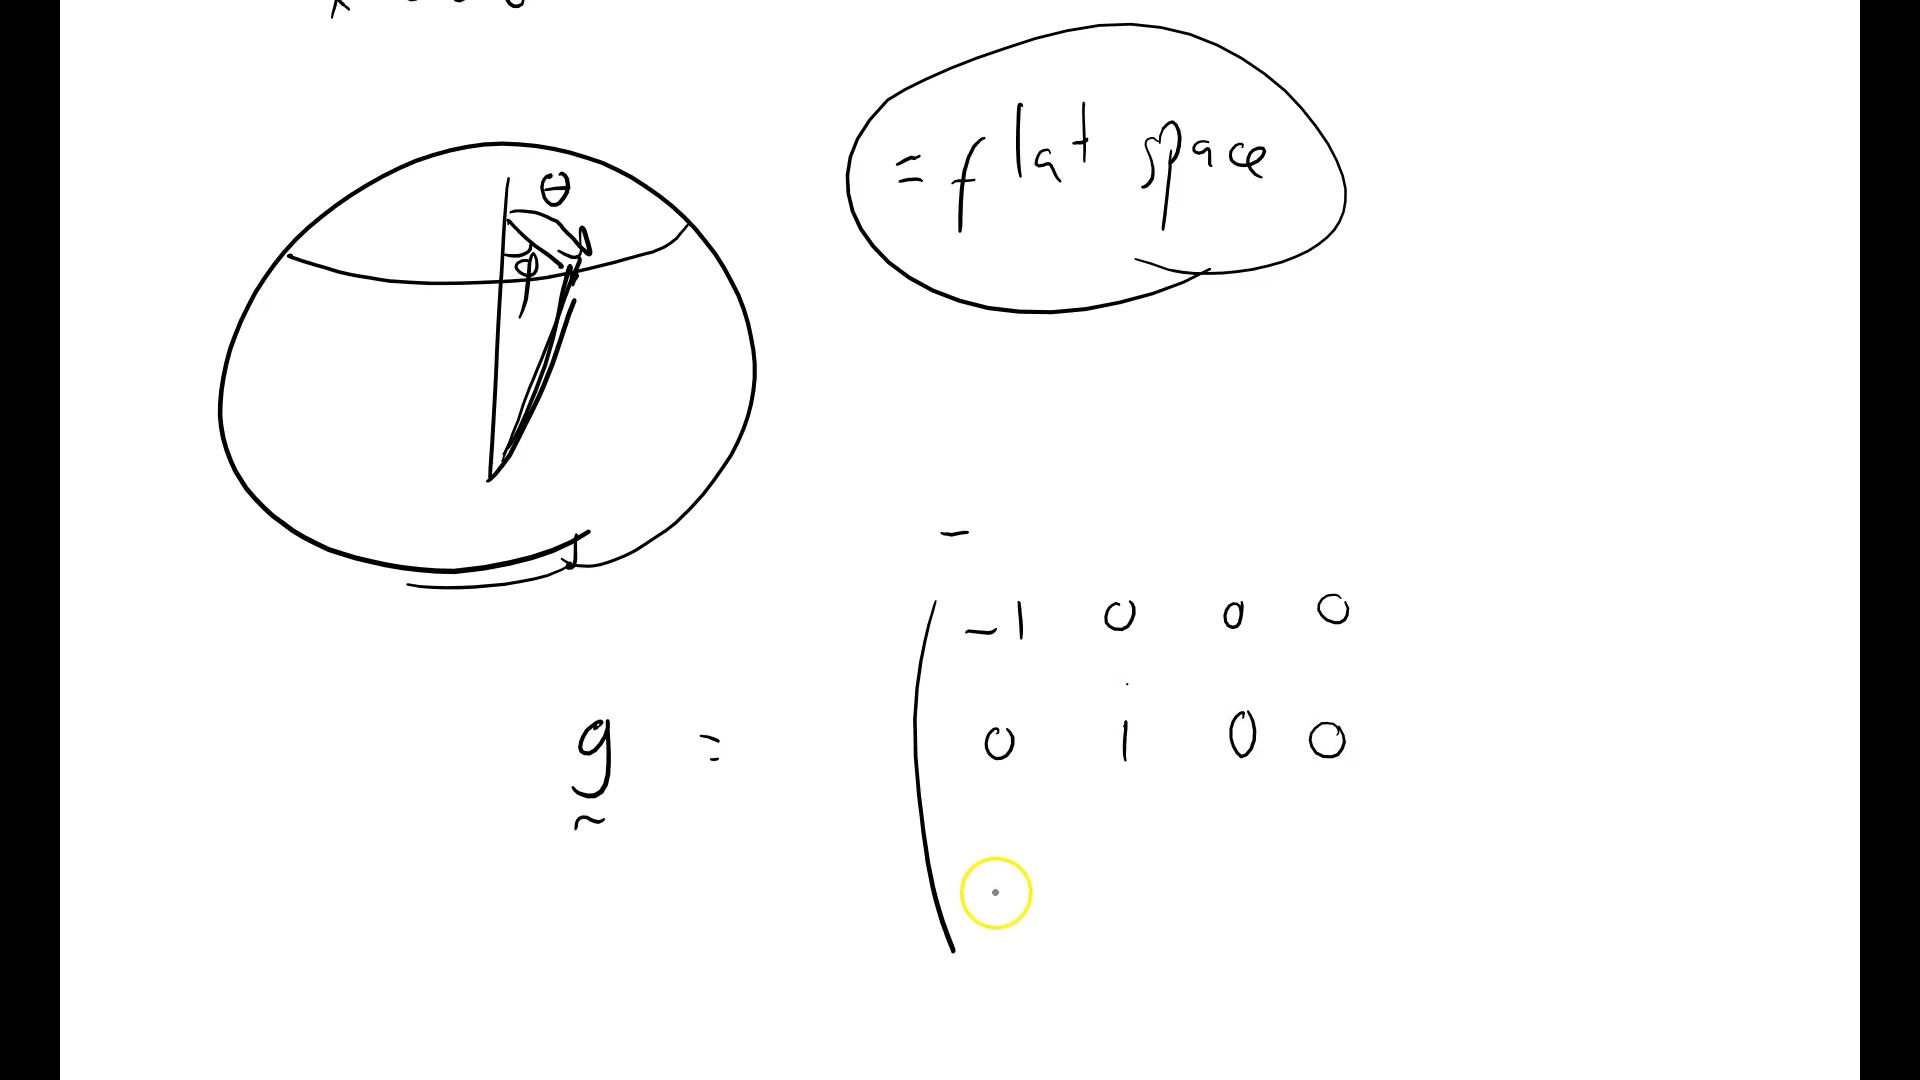 = flat space
θ
φ
-
-1 0 0 0
g =
~
0 1 0 0